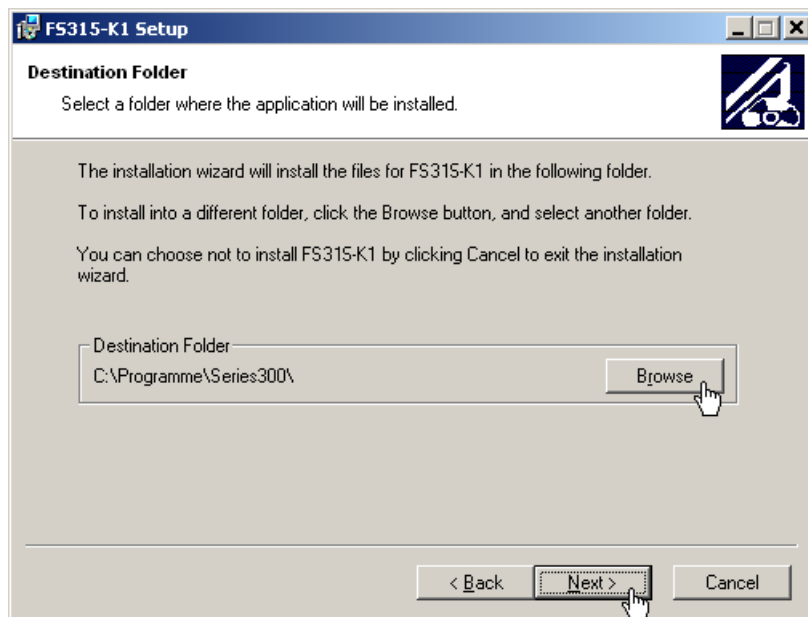 FS315-K1 Setup
Destination Folder
Select a folder where the application will be installed.
The installation wizard will install the files for FS315-K1 in the following folder.
To install into a different folder, click the Browse button, and select another folder.
You can choose not to install FS315-K1 by clicking Cancel to exit the installation
wizard.
Destination Folder
C:\Programme\Series300\
Browse
< Back
Next >
Cancel